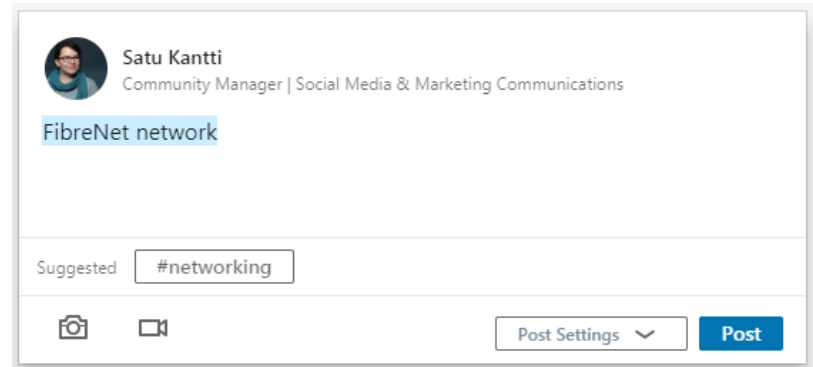 Satu Kantti
Community Manager | Social Media & Marketing Communications
FibreNet network
Suggested #networking
Post Settings Post